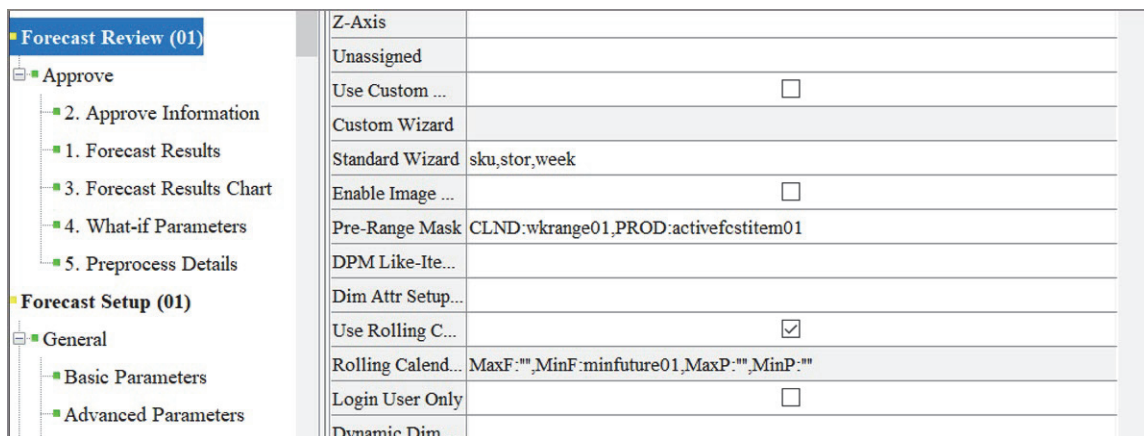 Forecast Review (01)
Approve
2. Approve Information
1. Forecast Results
3. Forecast Results Chart
4. What-if Parameters
5. Preprocess Details
Forecast Setup (01)
General
Basic Parameters
Advanced Parameters
Z-Axis
Unassigned
Use Custom ...
Custom Wizard
Standard Wizard sku,stor,week
Enable Image ...
Pre-Range Mask CLND:wkrange01,PROD:activefcstitem01
DPM Like-Ite...
Dim Attr Setup...
Use Rolling C...
Rolling Calend... MaxF:"",MinF:minfuture01,MaxP:"",MinP:""
Login User Only
Dynamic Dim